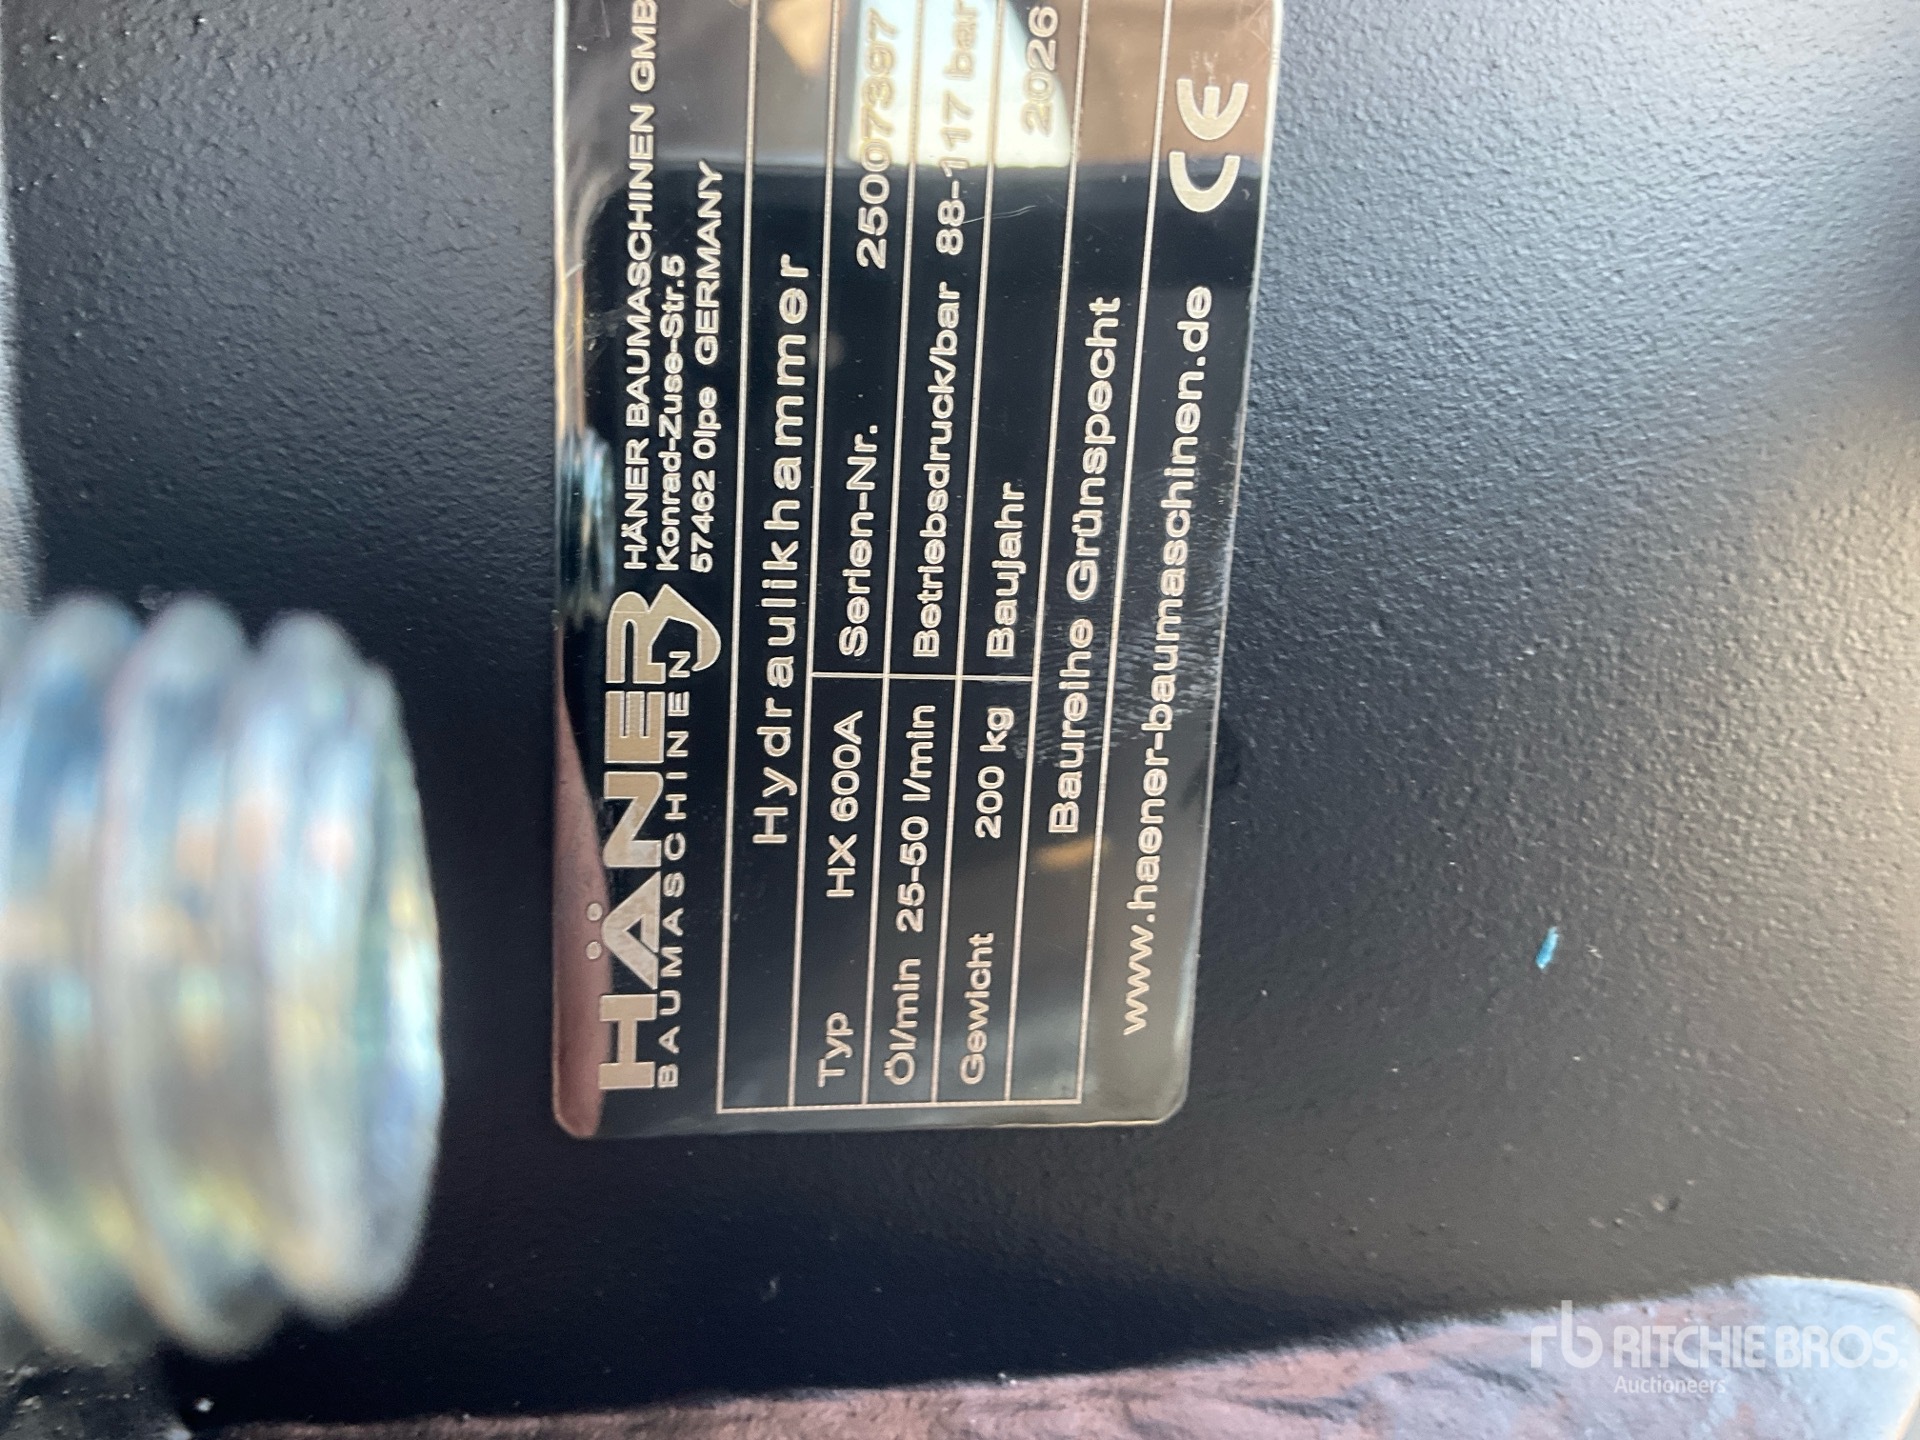 HÄNER
BAUMASCHINEN
HÄNER BAUMASCHINEN GMB
Konrad-Zuse-Str.5
57462 Olpe GERMANY
Hydraulikhammer
Typ HX 600A Serien-Nr. 25007397
Öl/min 25-50 l/min Betriebsdruck/bar 88-117 bar
Gewicht 200 kg Baujahr 2026
Baureihe Grünspecht
www.haener-baumaschinen.de CE
rb RITCHIE BROS.
Auctioneers